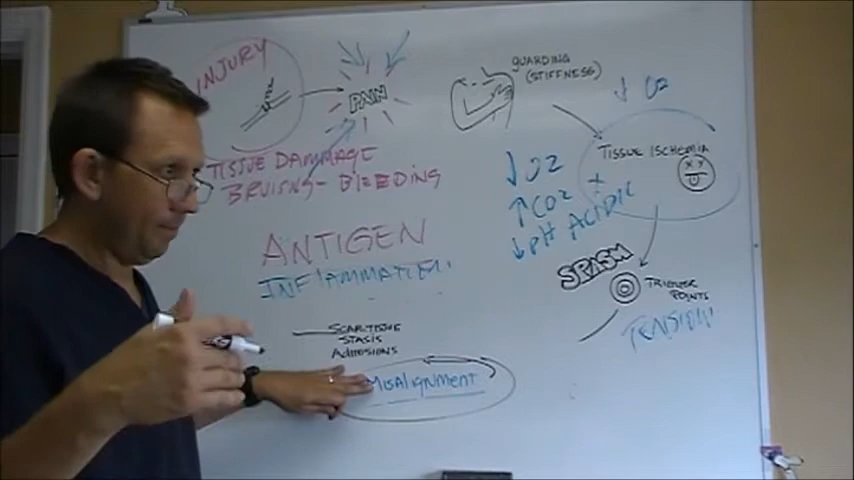 INJURY
PAIN
GUARDING
(STIFFNESS)
↓ O2
TISSUE DAMAGE
BRUISING - BLEEDING
TISSUE ISCHEMIA
↓O2
↑CO2 +
↓pH ACIDIC
ANTIGEN
INFLAMMATION
SPASM
TRIGGER
POINTS
TENSION
SCAR TISSUE
STASIS
ADHESIONS
MISALIGNMENT